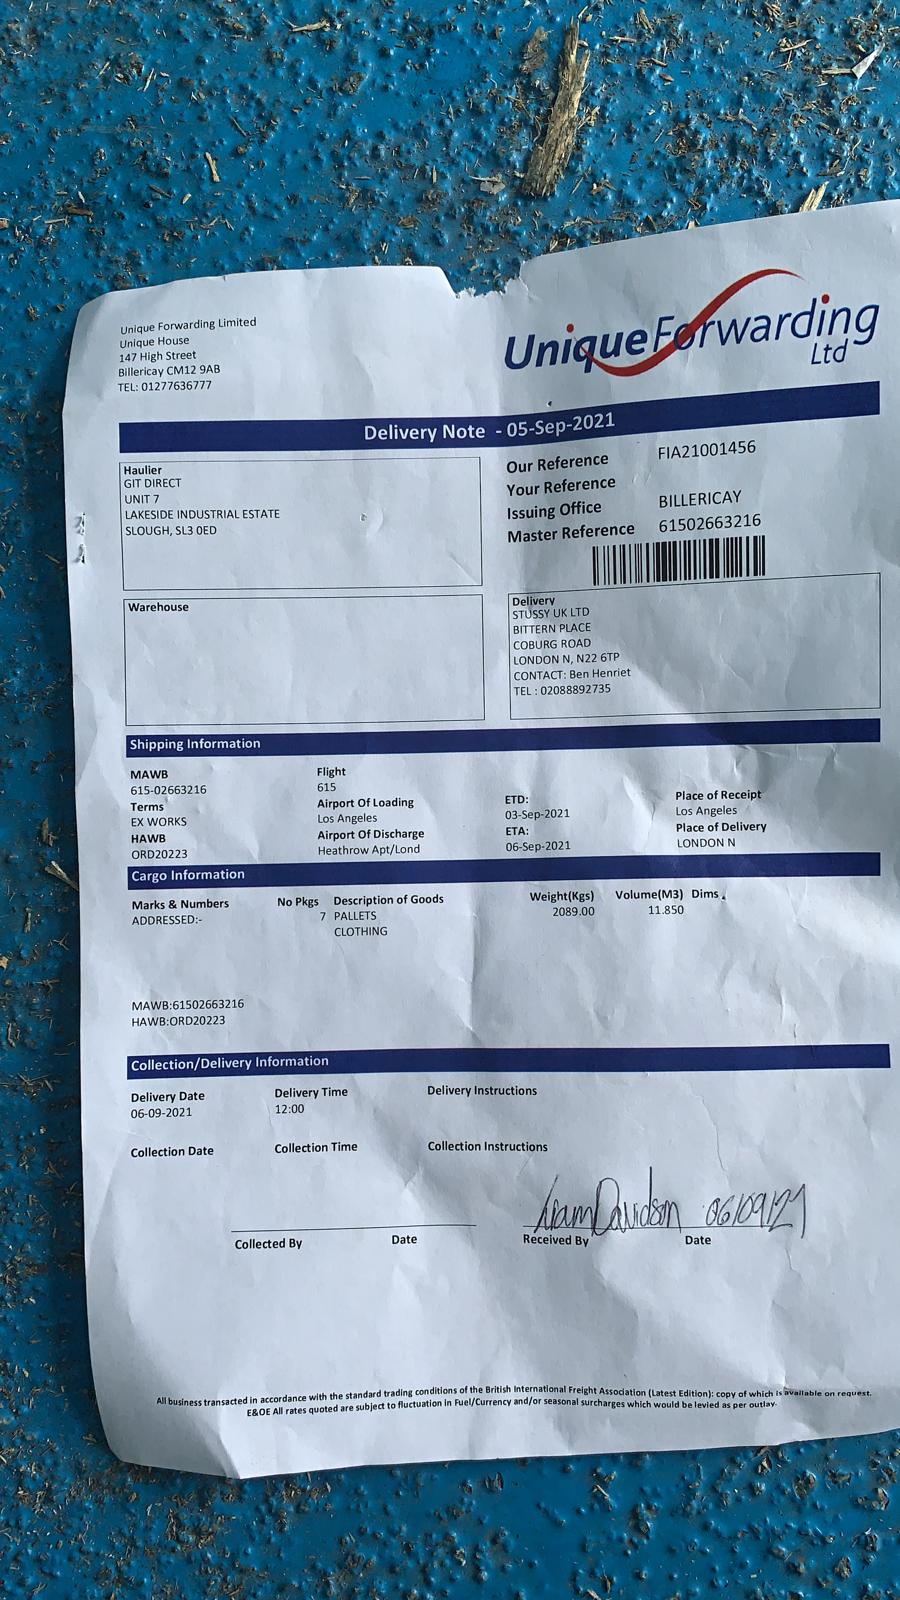 Unique Forwarding Limited
Unique House
147 High Street
Billericay CM12 9AB
TEL: 01277636777
UniqueForwarding
Ltd
Delivery Note - 05-Sep-2021
Haulier
GIT DIRECT
UNIT 7
LAKESIDE INDUSTRIAL ESTATE
SLOUGH, SL3 0ED
Our Reference FIA21001456
Your Reference
Issuing Office BILLERICAY
Master Reference 61502663216
Warehouse
Delivery
STUSSY UK LTD
BITTERN PLACE
COBURG ROAD
LONDON N, N22 6TP
CONTACT: Ben Henriet
TEL : 02088892735
Shipping Information
MAWB
615-02663216
Terms
EX WORKS
HAWB
ORD20223
Flight
615
Airport Of Loading
Los Angeles
Airport Of Discharge
Heathrow Apt/Lond
ETD:
03-Sep-2021
ETA:
06-Sep-2021
Place of Receipt
Los Angeles
Place of Delivery
LONDON N
Cargo Information
Marks & Numbers No Pkgs Description of Goods Weight(Kgs) Volume(M3) Dims
ADDRESSED:- 7 PALLETS 2089.00 11.850
CLOTHING
MAWB:61502663216
HAWB:ORD20223
Collection/Delivery Information
Delivery Date Delivery Time Delivery Instructions
06-09-2021 12:00
Collection Date Collection Time Collection Instructions
Liam Davidson 06/09/21
Collected By Date Received By Date
All business transacted in accordance with the standard trading conditions of the British International Freight Association (Latest Edition): copy of which is available on request.
E&OE All rates quoted are subject to fluctuation in Fuel/Currency and/or seasonal surcharges which would be levied as per outlay.